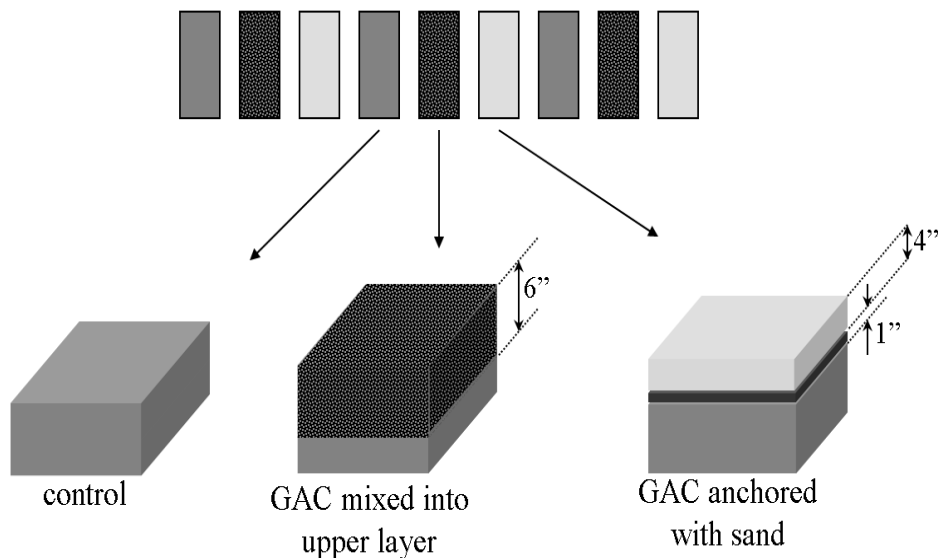 4”
6”
1”
control
GAC mixed into
upper layer
GAC anchored
with sand